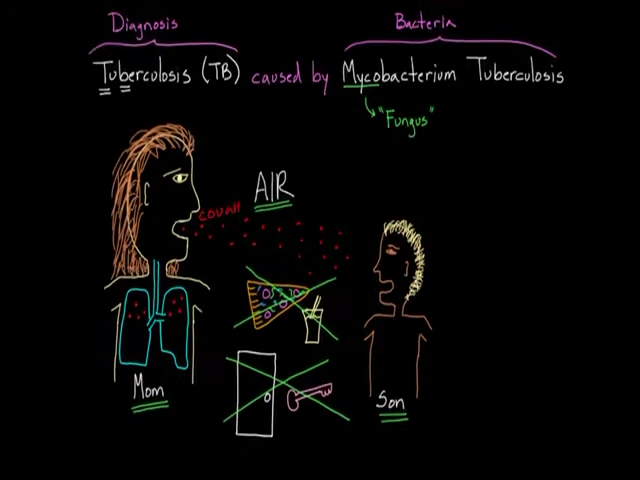 Diagnosis
Bacteria
Tuberculosis (TB) caused by Mycobacterium Tuberculosis
"Fungus"
AIR
COUGH
Mom
Son